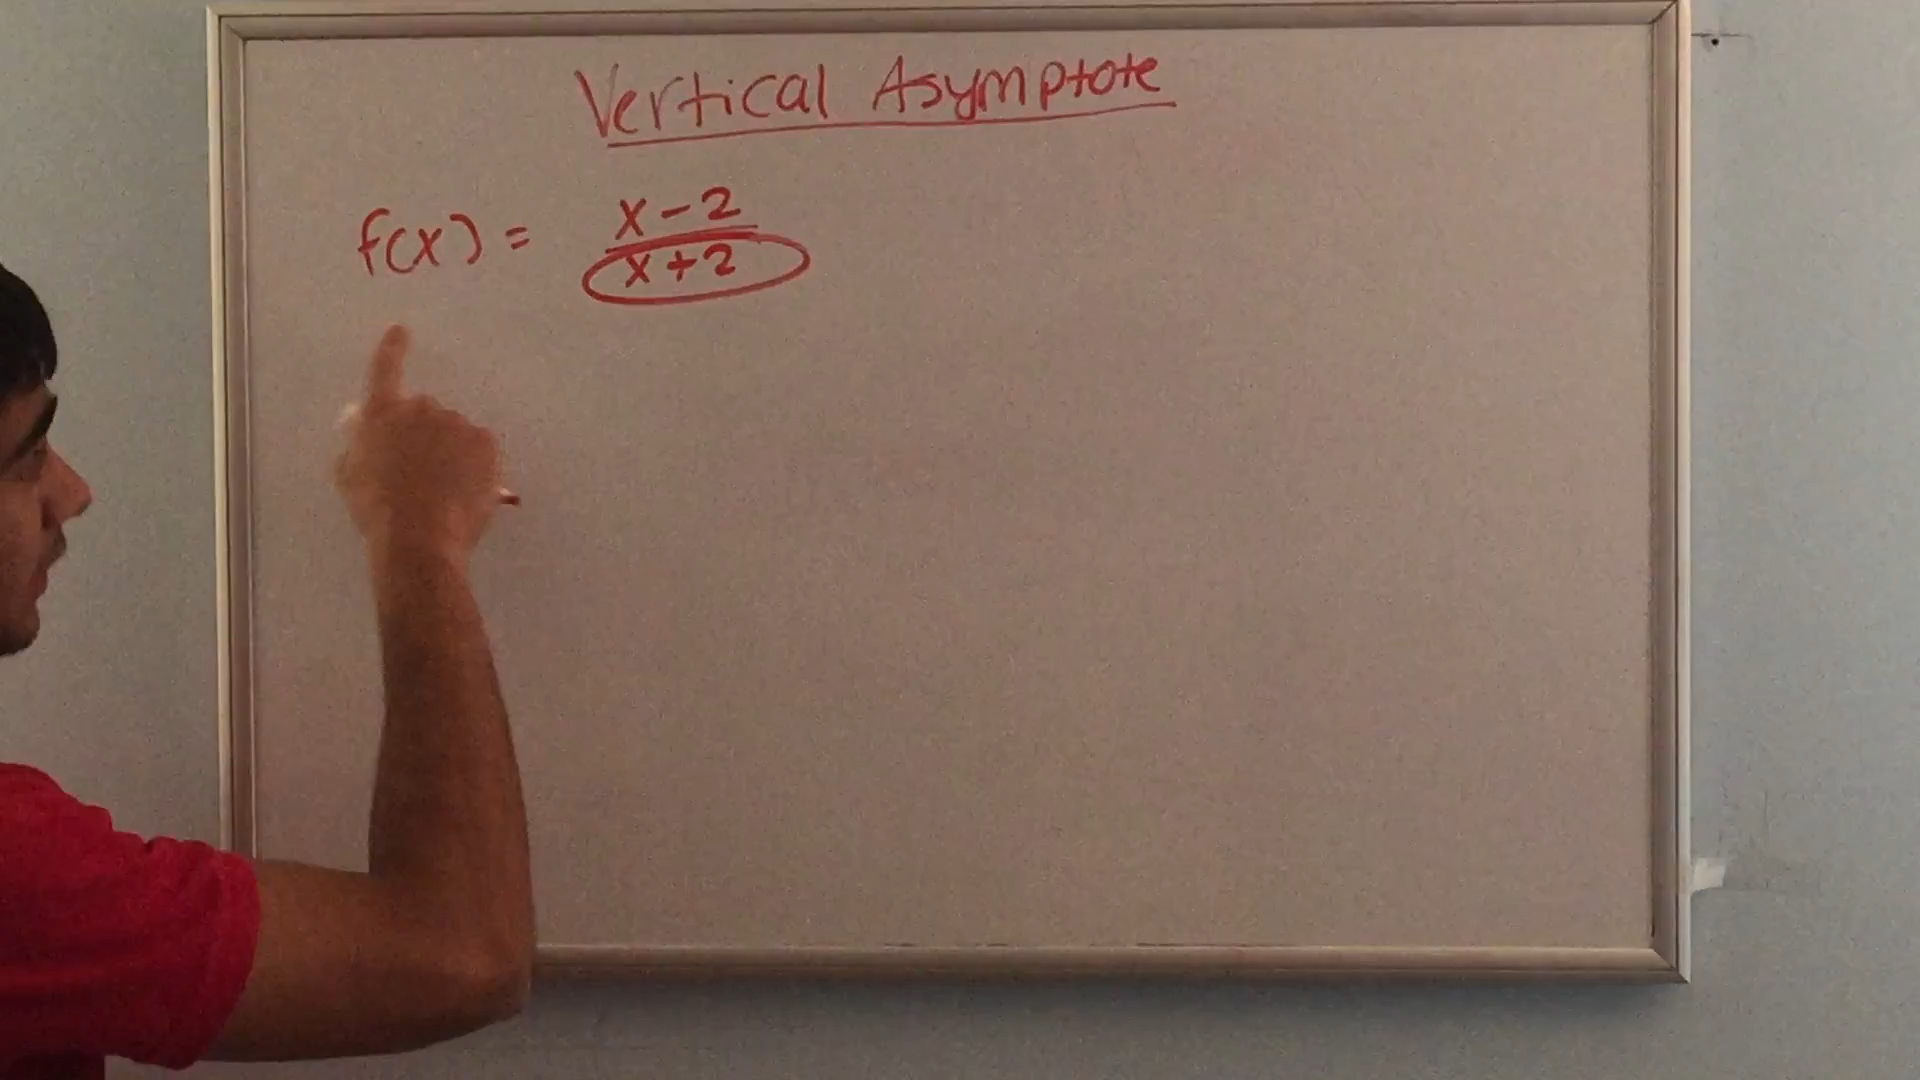 Vertical Asymptote
f(x) = x-2
x+2